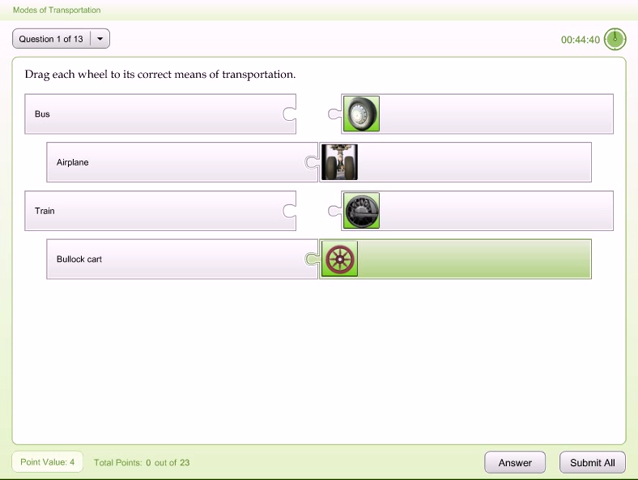 Modes of Transportation
Question 1 of 13
00:44:40
Drag each wheel to its correct means of transportation.
Bus
Airplane
Train
Bullock cart
Point Value: 4
Total Points: 0 out of 23
Answer
Submit All